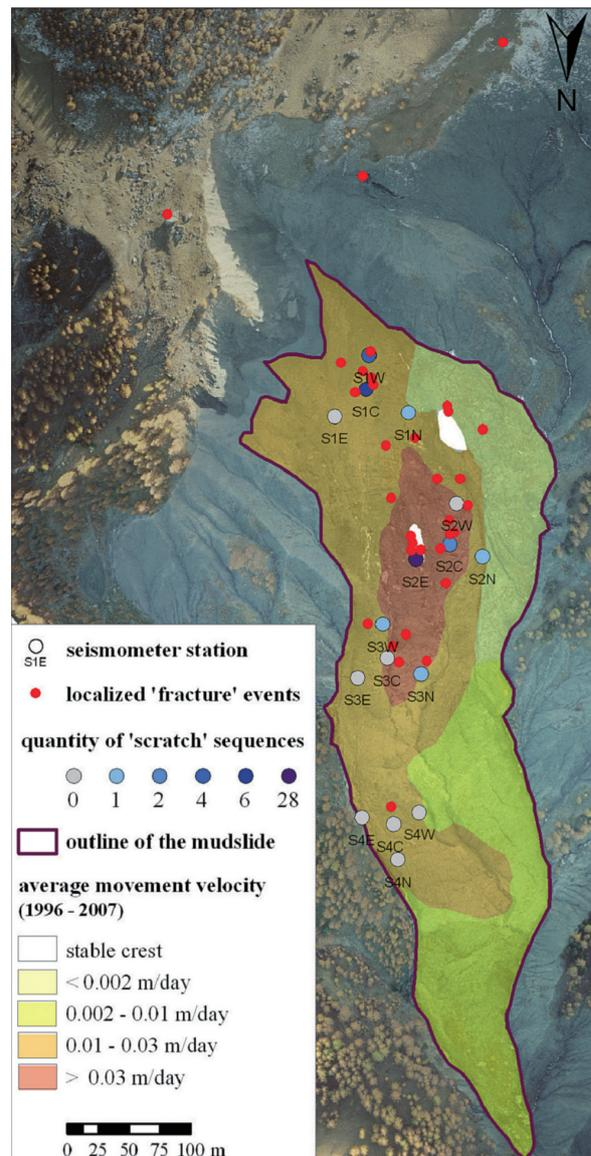 N
S1W
S1C
S1E
S1N
S2W
S2C
S2E
S2N
S3W
S3C
S3N
S3E
S4W
S4E
S4C
S4N
S1E
seismometer station
localized 'fracture' events
quantity of 'scratch' sequences
0 1 2 4 6 28
outline of the mudslide
average movement velocity
(1996 - 2007)
stable crest
< 0.002 m/day
0.002 - 0.01 m/day
0.01 - 0.03 m/day
> 0.03 m/day
0 25 50 75 100 m